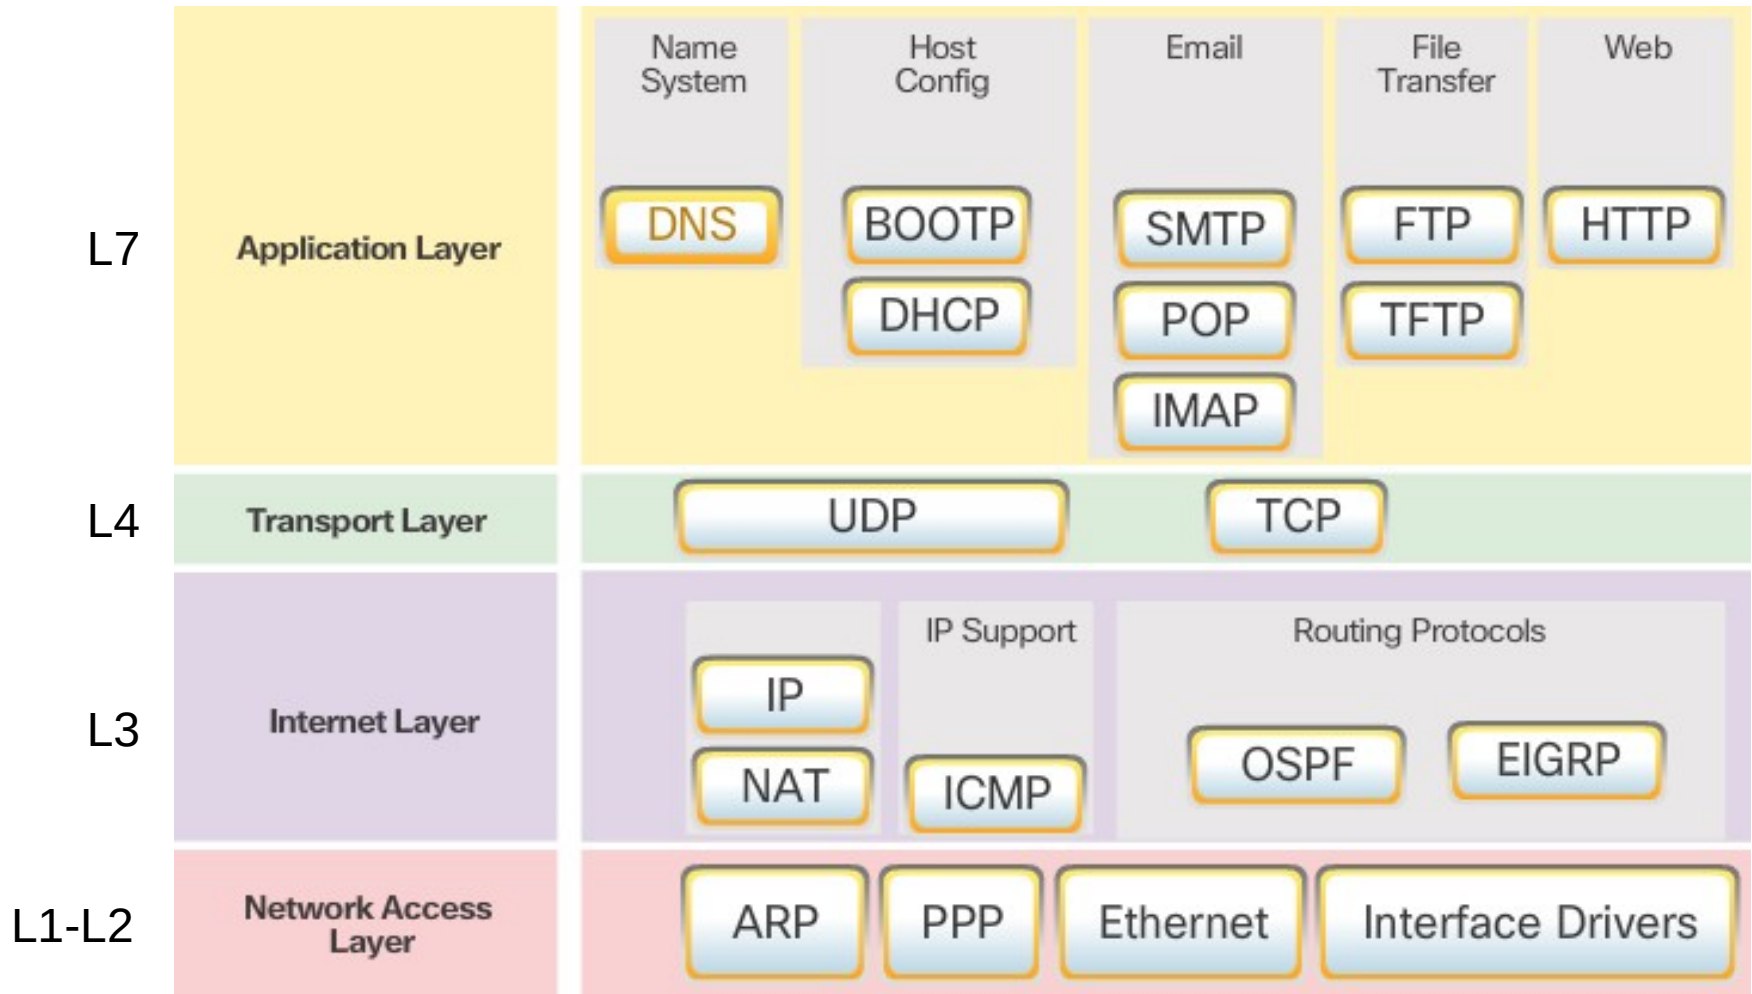 L7
Application Layer
Name
System
DNS
Host
Config
BOOTP
DHCP
Email
SMTP
POP
IMAP
File
Transfer
FTP
TFTP
Web
HTTP
L4
Transport Layer
UDP
TCP
L3
Internet Layer
IP
NAT
IP Support
ICMP
Routing Protocols
OSPF
EIGRP
L1-L2
Network Access
Layer
ARP
PPP
Ethernet
Interface Drivers